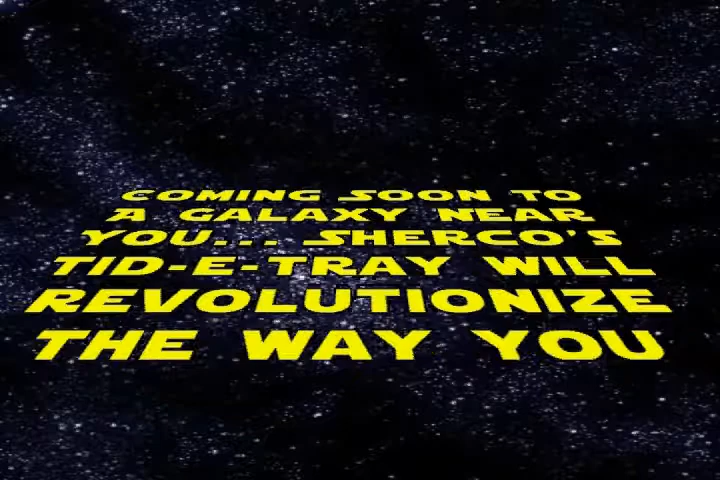 COMING SOON TO
A GALAXY NEAR
YOU... SHERCO'S
TID-E-TRAY WILL
REVOLUTIONIZE
THE WAY YOU